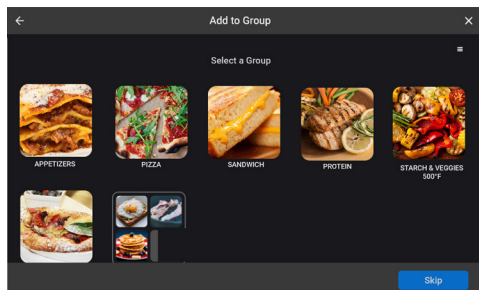 Add to Group
Select a Group
APPETIZERS
PIZZA
SANDWICH
PROTEIN
STARCH & VEGGIES
500°F
Skip